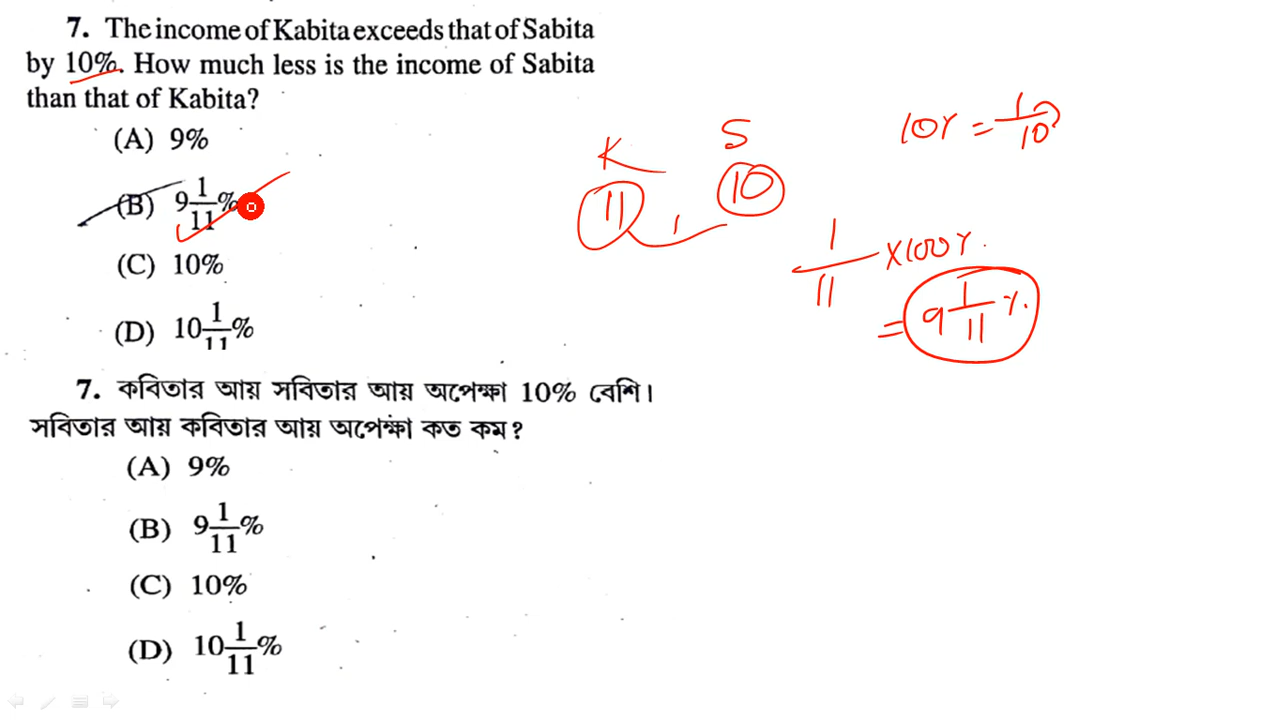 7. The income of Kabita exceeds that of Sabita
by 10%. How much less is the income of Sabita
than that of Kabita?
(A) 9%
(B) 9 1/11 %
(C) 10%
(D) 10 1/11 %
K S
11 1 10
10% = 1/10
1/11 × 100%.
= 9 1/11 %.
7. কবিতার আয় সবিতার আয় অপেক্ষা 10% বেশি।
সবিতার আয় কবিতার আয় অপেক্ষা কত কম?
(A) 9%
(B) 9 1/11 %
(C) 10%
(D) 10 1/11 %